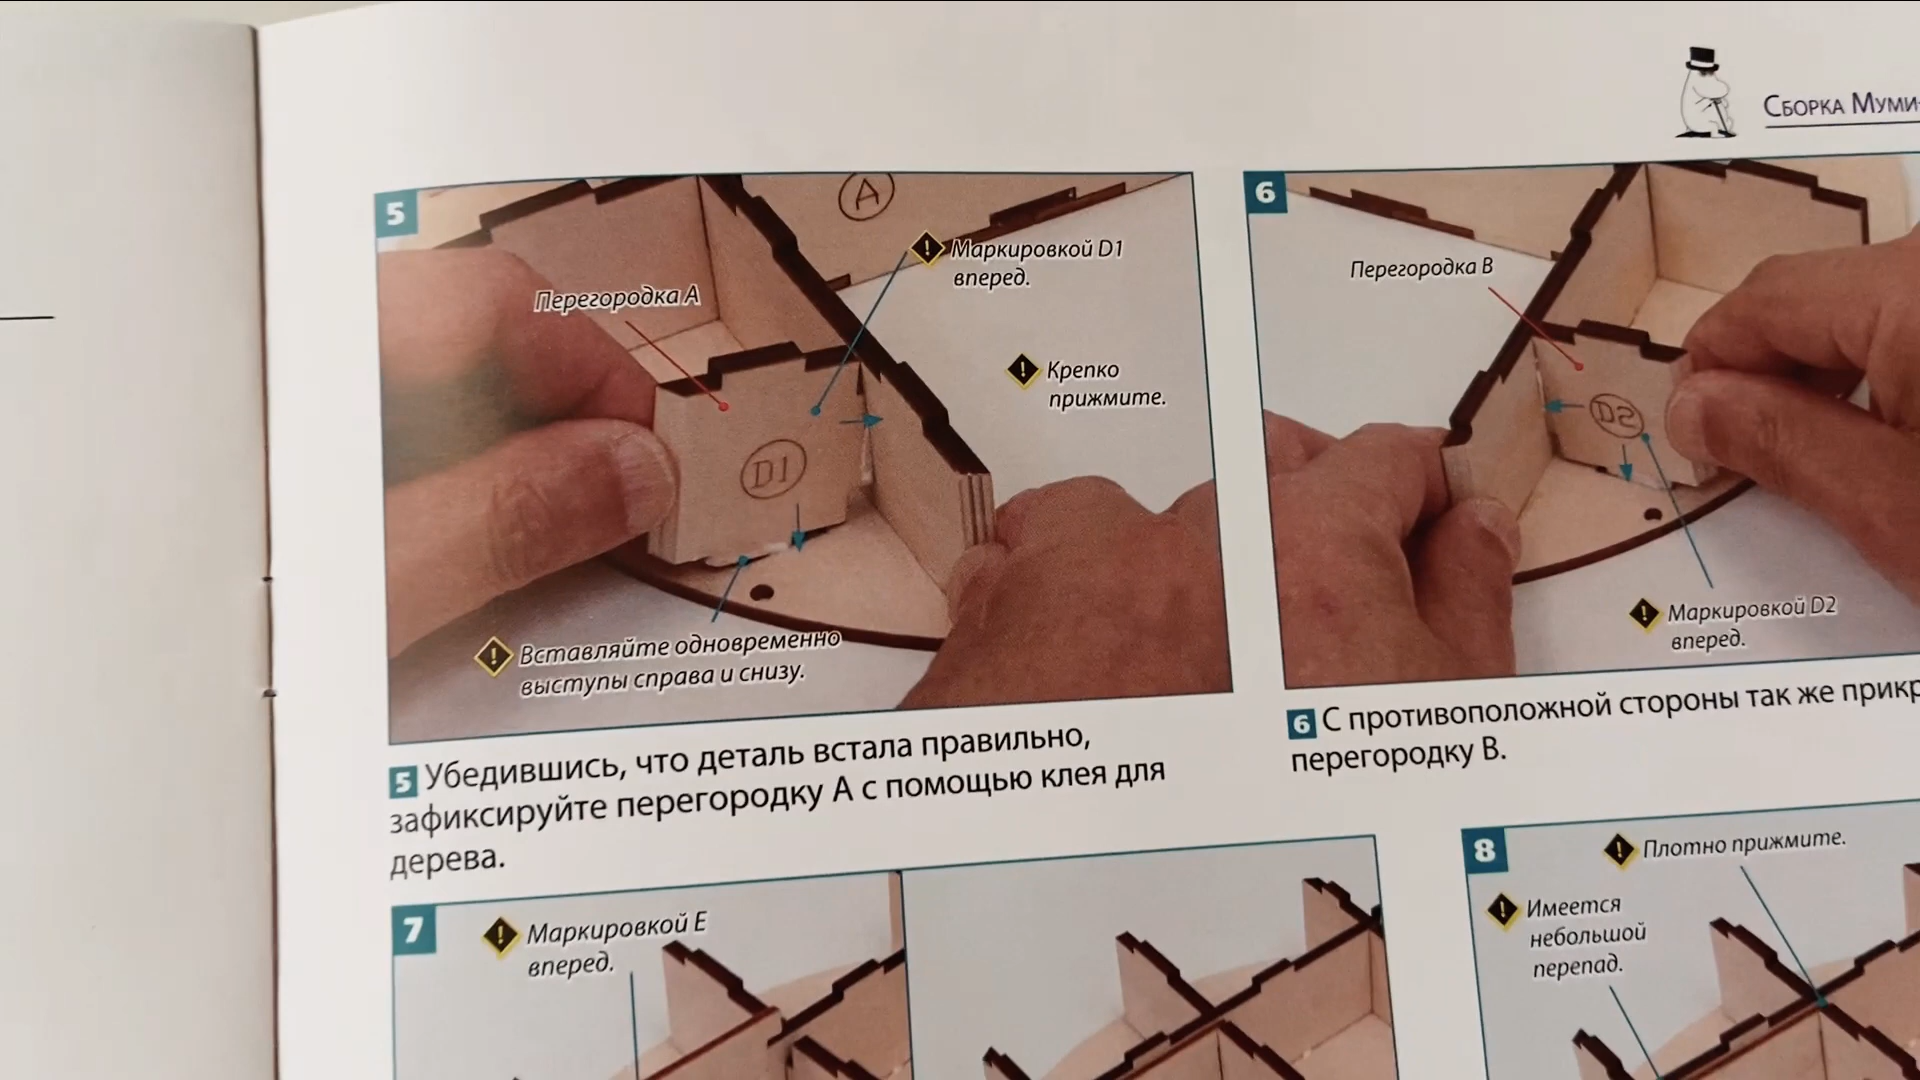 Сборка Муми-
5
A
Маркировкой D1
вперед.
Перегородка А
Крепко
прижмите.
D1
Вставляйте одновременно
выступы справа и снизу.
6
Перегородка В
D2
Маркировкой D2
вперед.
5 Убедившись, что деталь встала правильно,
зафиксируйте перегородку А с помощью клея для
дерева.
6 С противоположной стороны так же прикр
перегородку В.
7
Маркировкой Е
вперед.
8
Плотно прижмите.
Имеется
небольшой
перепад.